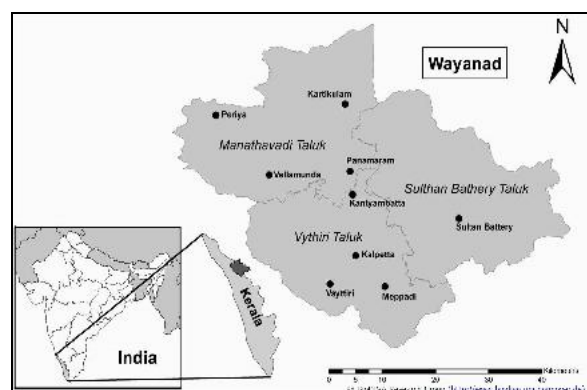 N
Wayanad
Kartikulam
Periya
Manathavadi Taluk
Panamaram
Vellamunda
Sulthan Bathery Taluk
Kaniyambatta
Sultan Battery
Vythiri Taluk
Kalpetta
Vayttiri
Meppadi
Kerala
India
0 5 10 20 30 40
Kilometers